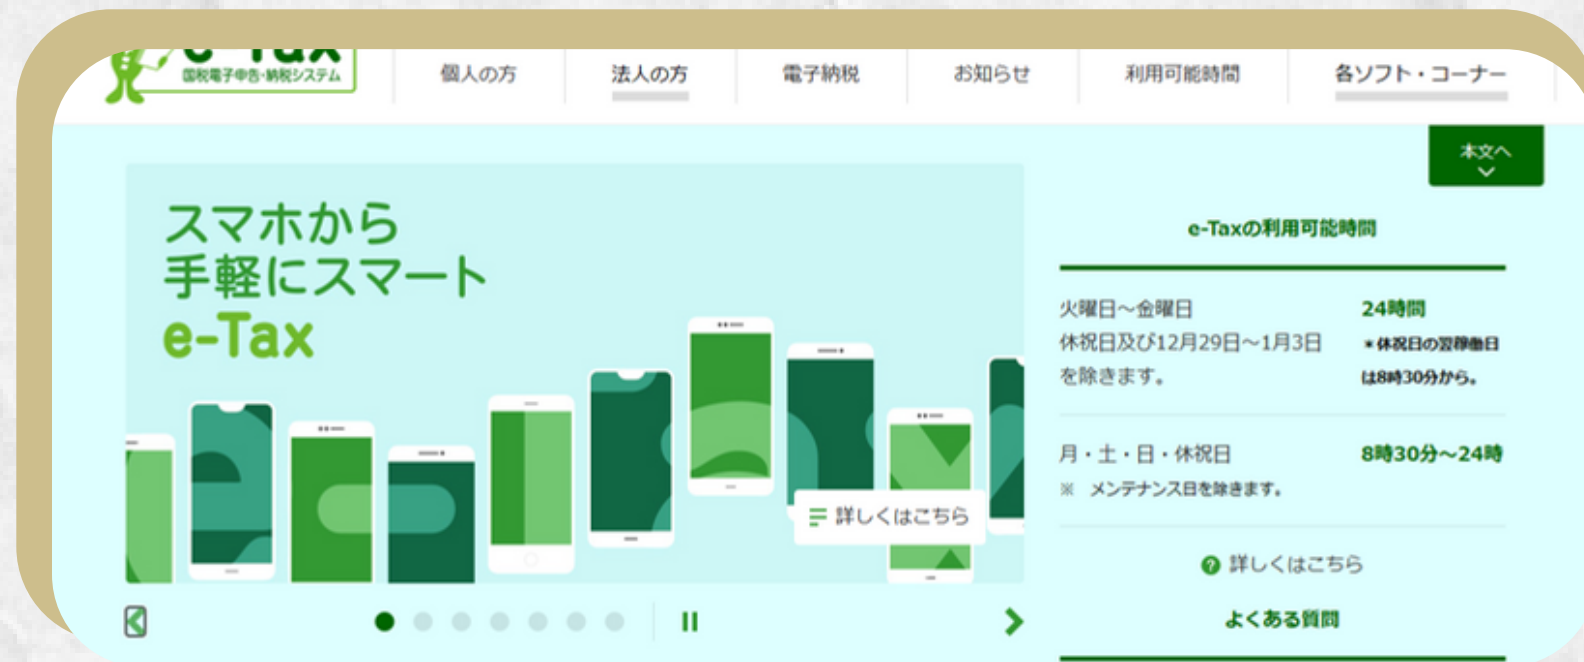 e-Tax
国税電子申告・納税システム
個人の方
法人の方
電子納税
お知らせ
利用可能時間
各ソフト・コーナー
本文へ
スマホから
手軽にスマート
e-Tax
詳しくはこちら
e-Taxの利用可能時間
火曜日～金曜日
休祝日及び12月29日～1月3日
を除きます。
24時間
＊休祝日の翌稼働日
は8時30分から。
月・土・日・休祝日
8時30分～24時
※ メンテナンス日を除きます。
詳しくはこちら
よくある質問